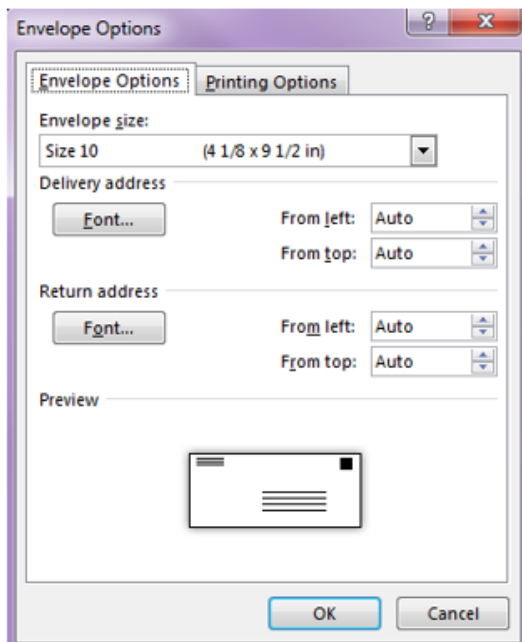 Envelope Options
?
Envelope Options Printing Options
Envelope size:
Size 10 (4 1/8 x 9 1/2 in)
Delivery address
Font... From left: Auto
From top: Auto
Return address
Font... From left: Auto
From top: Auto
Preview
OK Cancel